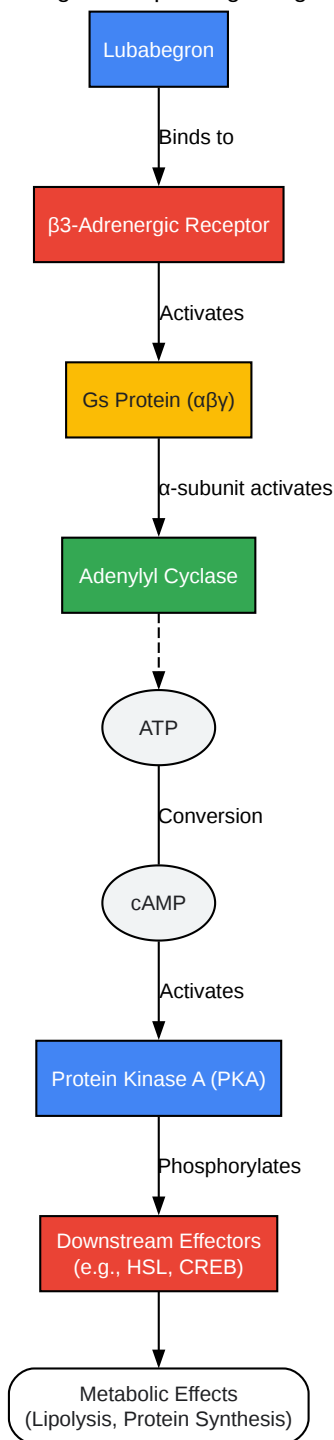 Lubabegron
Binds to
β3-Adrenergic Receptor
Activates
Gs Protein (αβγ)
α-subunit activates
Adenylyl Cyclase
ATP
Conversion
cAMP
Activates
Protein Kinase A (PKA)
Phosphorylates
Downstream Effectors
(e.g., HSL, CREB)
Metabolic Effects
(Lipolysis, Protein Synthesis)